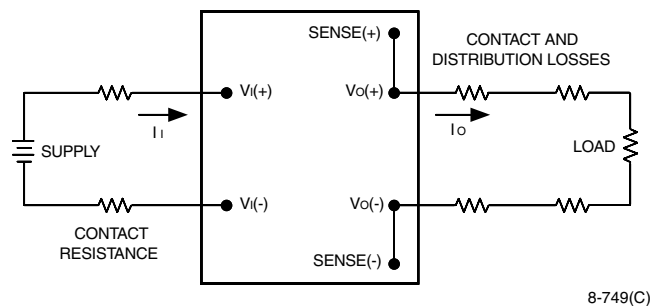 SENSE(+)
CONTACT AND
DISTRIBUTION LOSSES
VI(+)
VO(+)
II
IO
SUPPLY
LOAD
VI(-)
VO(-)
CONTACT
RESISTANCE
SENSE(-)
8-749(C)